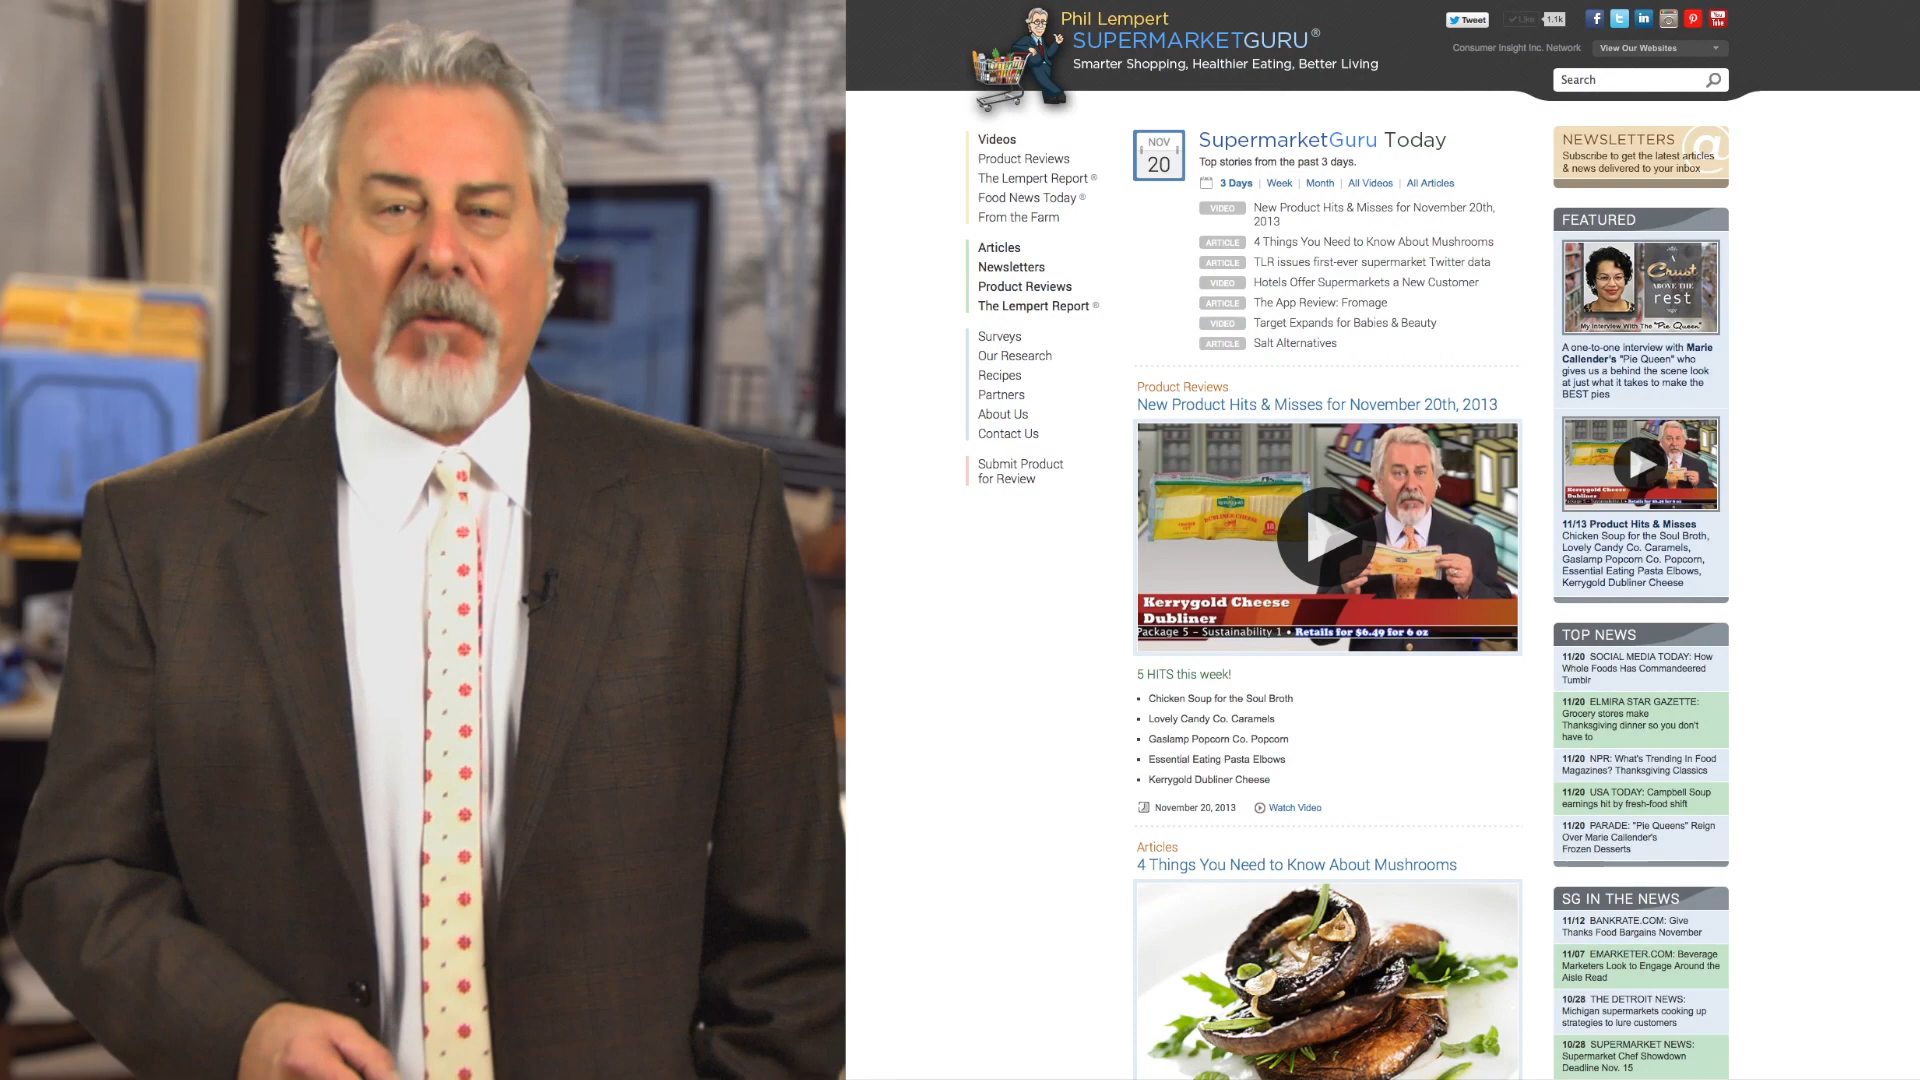 Phil Lempert
SUPERMARKETGURU®
Smarter Shopping, Healthier Eating, Better Living
Tweet
Like 1.1k
You Tube
Consumer Insight Inc. Network
View Our Websites
Search
Videos
Product Reviews
The Lempert Report ®
Food News Today ®
From the Farm
Articles
Newsletters
Product Reviews
The Lempert Report ®
Surveys
Our Research
Recipes
Partners
About Us
Contact Us
Submit Product
for Review
NOV
20
SupermarketGuru Today
Top stories from the past 3 days.
3 Days | Week | Month | All Videos | All Articles
VIDEO New Product Hits & Misses for November 20th,
2013
ARTICLE 4 Things You Need to Know About Mushrooms
ARTICLE TLR issues first-ever supermarket Twitter data
VIDEO Hotels Offer Supermarkets a New Customer
ARTICLE The App Review: Fromage
VIDEO Target Expands for Babies & Beauty
ARTICLE Salt Alternatives
Product Reviews
New Product Hits & Misses for November 20th, 2013
DUBLINER CHEESE
Kerrygold Cheese
Dubliner
Package 5 - Sustainability 1 • Retails for $6.49 for 6 oz
5 HITS this week!
Chicken Soup for the Soul Broth
Lovely Candy Co. Caramels
Gaslamp Popcorn Co. Popcorn
Essential Eating Pasta Elbows
Kerrygold Dubliner Cheese
November 20, 2013 Watch Video
Articles
4 Things You Need to Know About Mushrooms
NEWSLETTERS
Subscribe to get the latest articles
& news delivered to your inbox
FEATURED
A
Crust
ABOVE THE
rest
My Interview With The "Pie Queen"
A one-to-one interview with Marie
Callender's "Pie Queen" who
gives us a behind the scene look
at just what it takes to make the
BEST pies
Kerrygold Cheese
Dubliner
11/13 Product Hits & Misses
Chicken Soup for the Soul Broth,
Lovely Candy Co. Caramels,
Gaslamp Popcorn Co. Popcorn,
Essential Eating Pasta Elbows,
Kerrygold Dubliner Cheese
TOP NEWS
11/20 SOCIAL MEDIA TODAY: How
Whole Foods Has Commandeered
Tumblr
11/20 ELMIRA STAR GAZETTE:
Grocery stores make
Thanksgiving dinner so you don't
have to
11/20 NPR: What's Trending In Food
Magazines? Thanksgiving Classics
11/20 USA TODAY: Campbell Soup
earnings hit by fresh-food shift
11/20 PARADE: "Pie Queens" Reign
Over Marie Callender's
Frozen Desserts
SG IN THE NEWS
11/12 BANKRATE.COM: Give
Thanks Food Bargains November
11/07 EMARKETER.COM: Beverage
Marketers Look to Engage Around the
Aisle Read
10/28 THE DETROIT NEWS:
Michigan supermarkets cooking up
strategies to lure customers
10/28 SUPERMARKET NEWS:
Supermarket Chef Showdown
Deadline Nov. 15